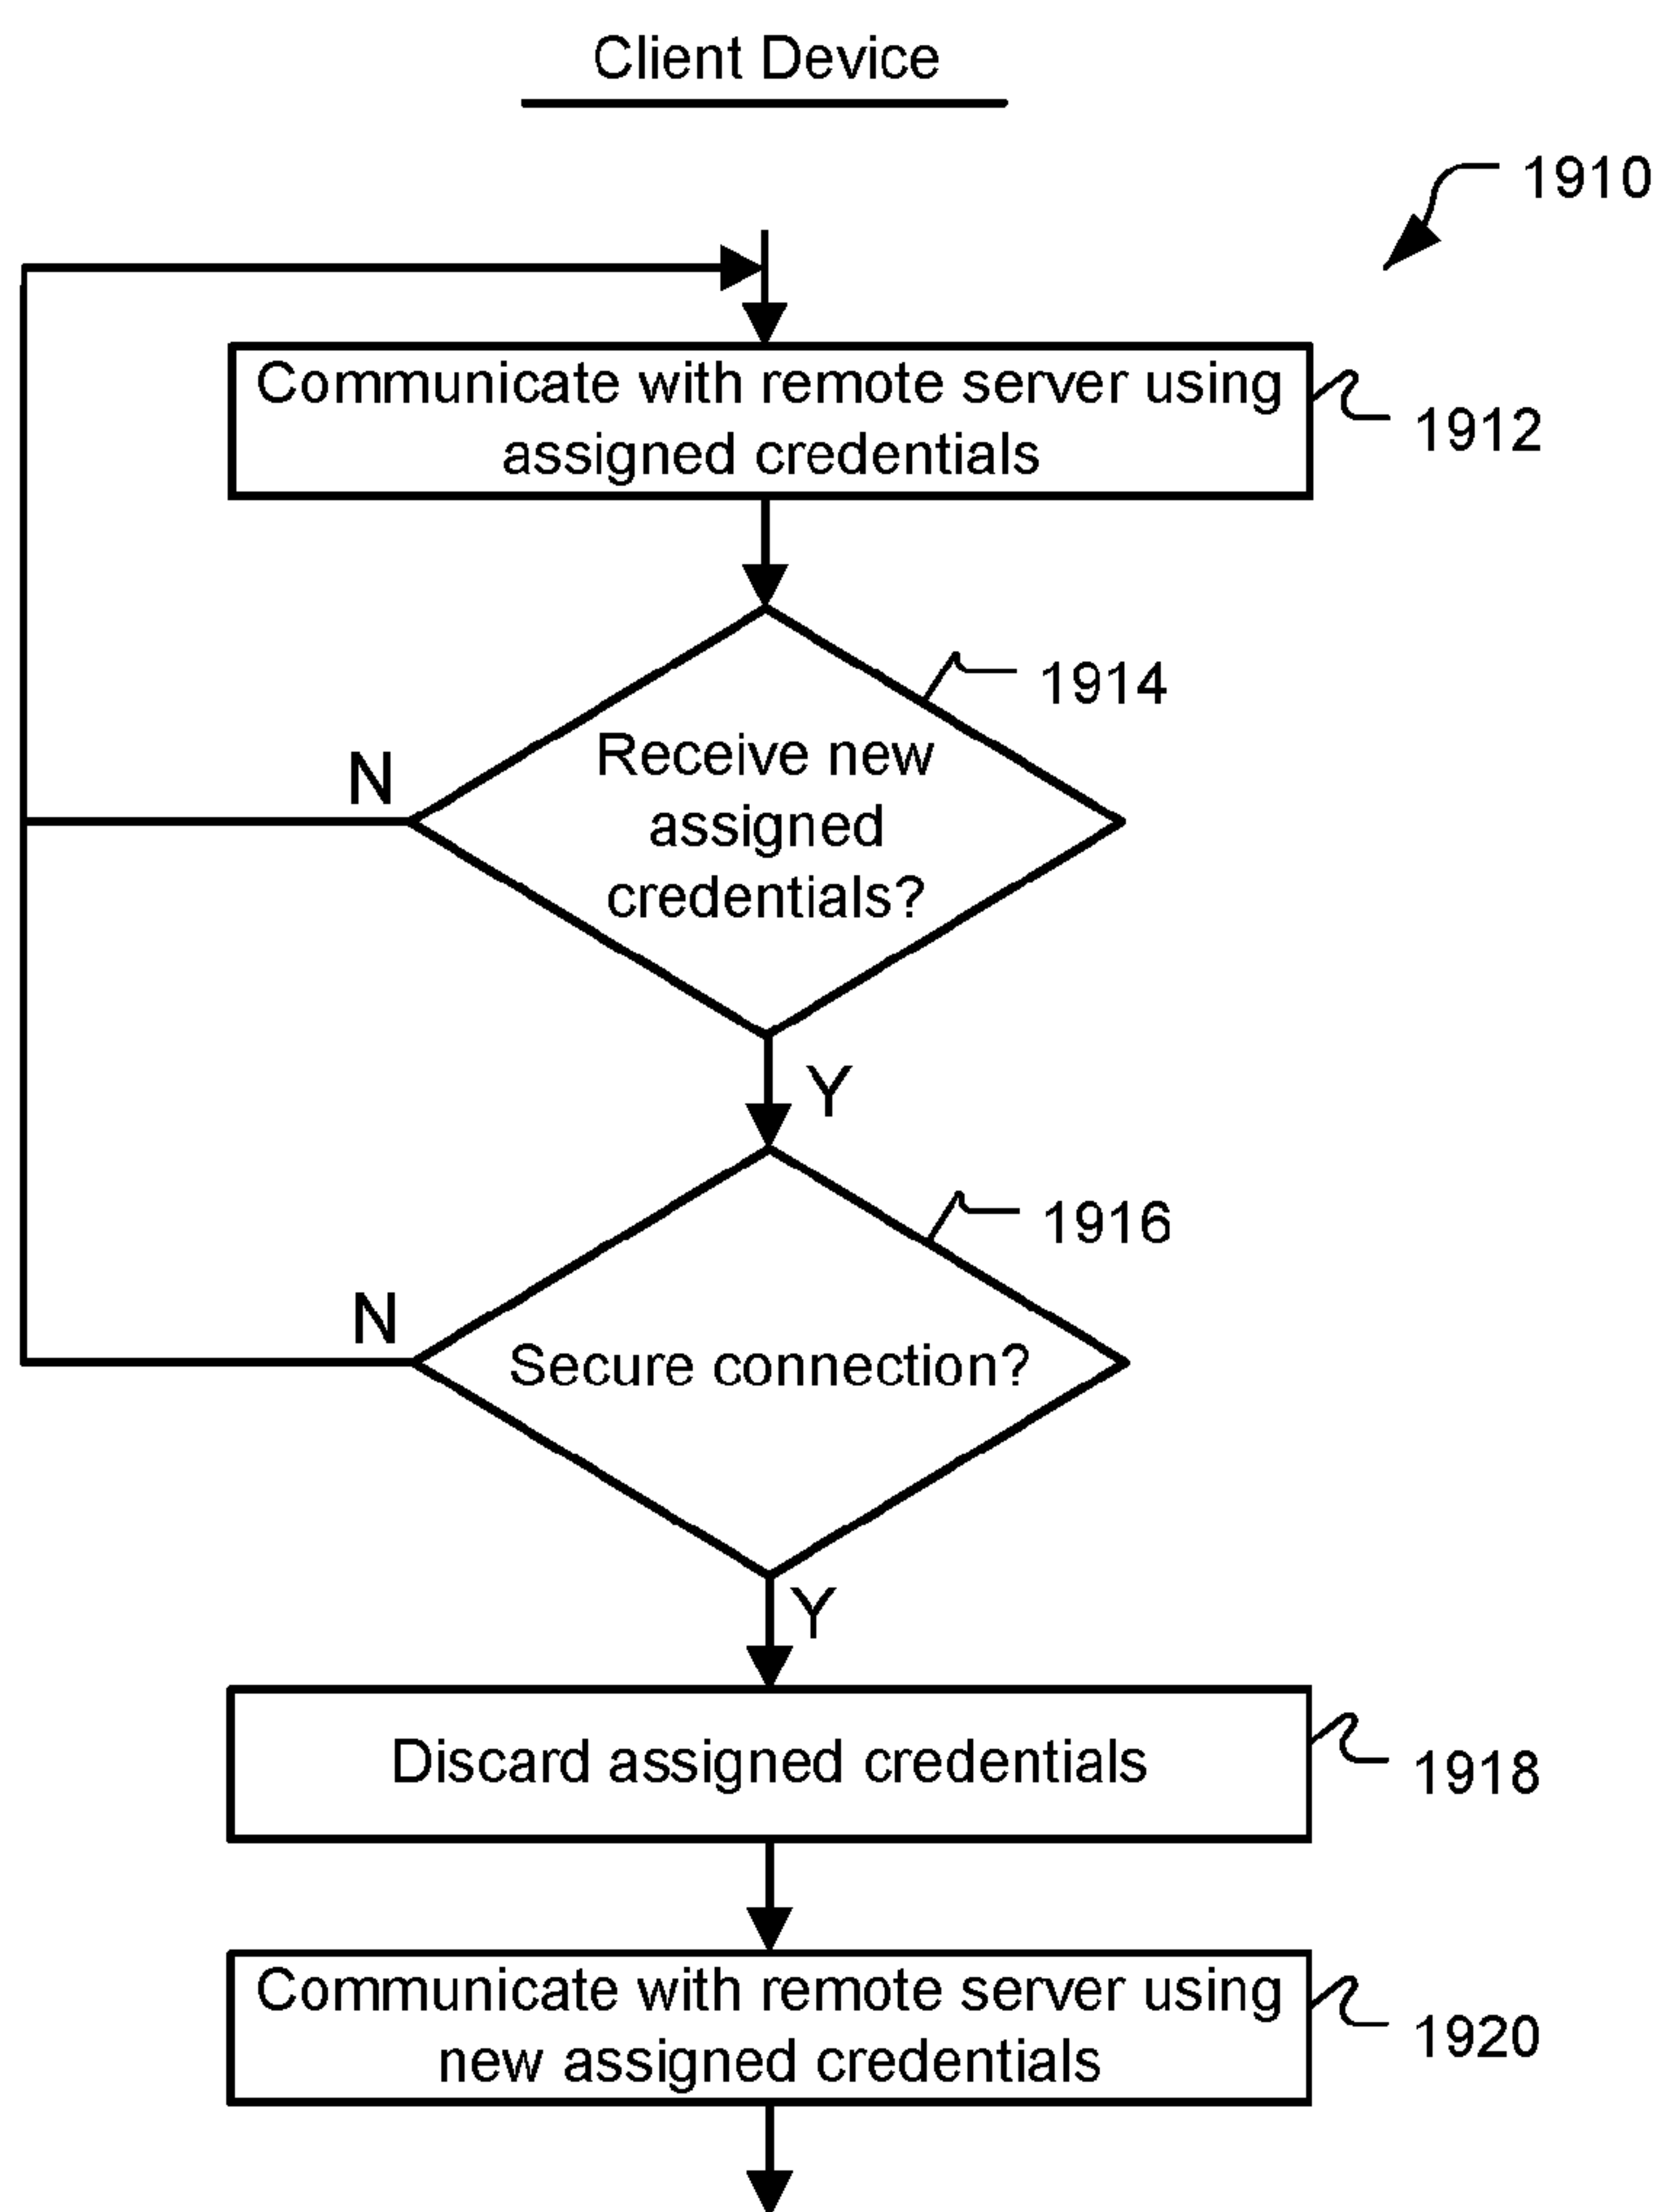 Client Device
1910
Communicate with remote server using
assigned credentials
1912
1914
Receive new
assigned
credentials?
N
Y
1916
N
Secure connection?
Y
Discard assigned credentials
1918
Communicate with remote server using
new assigned credentials
1920